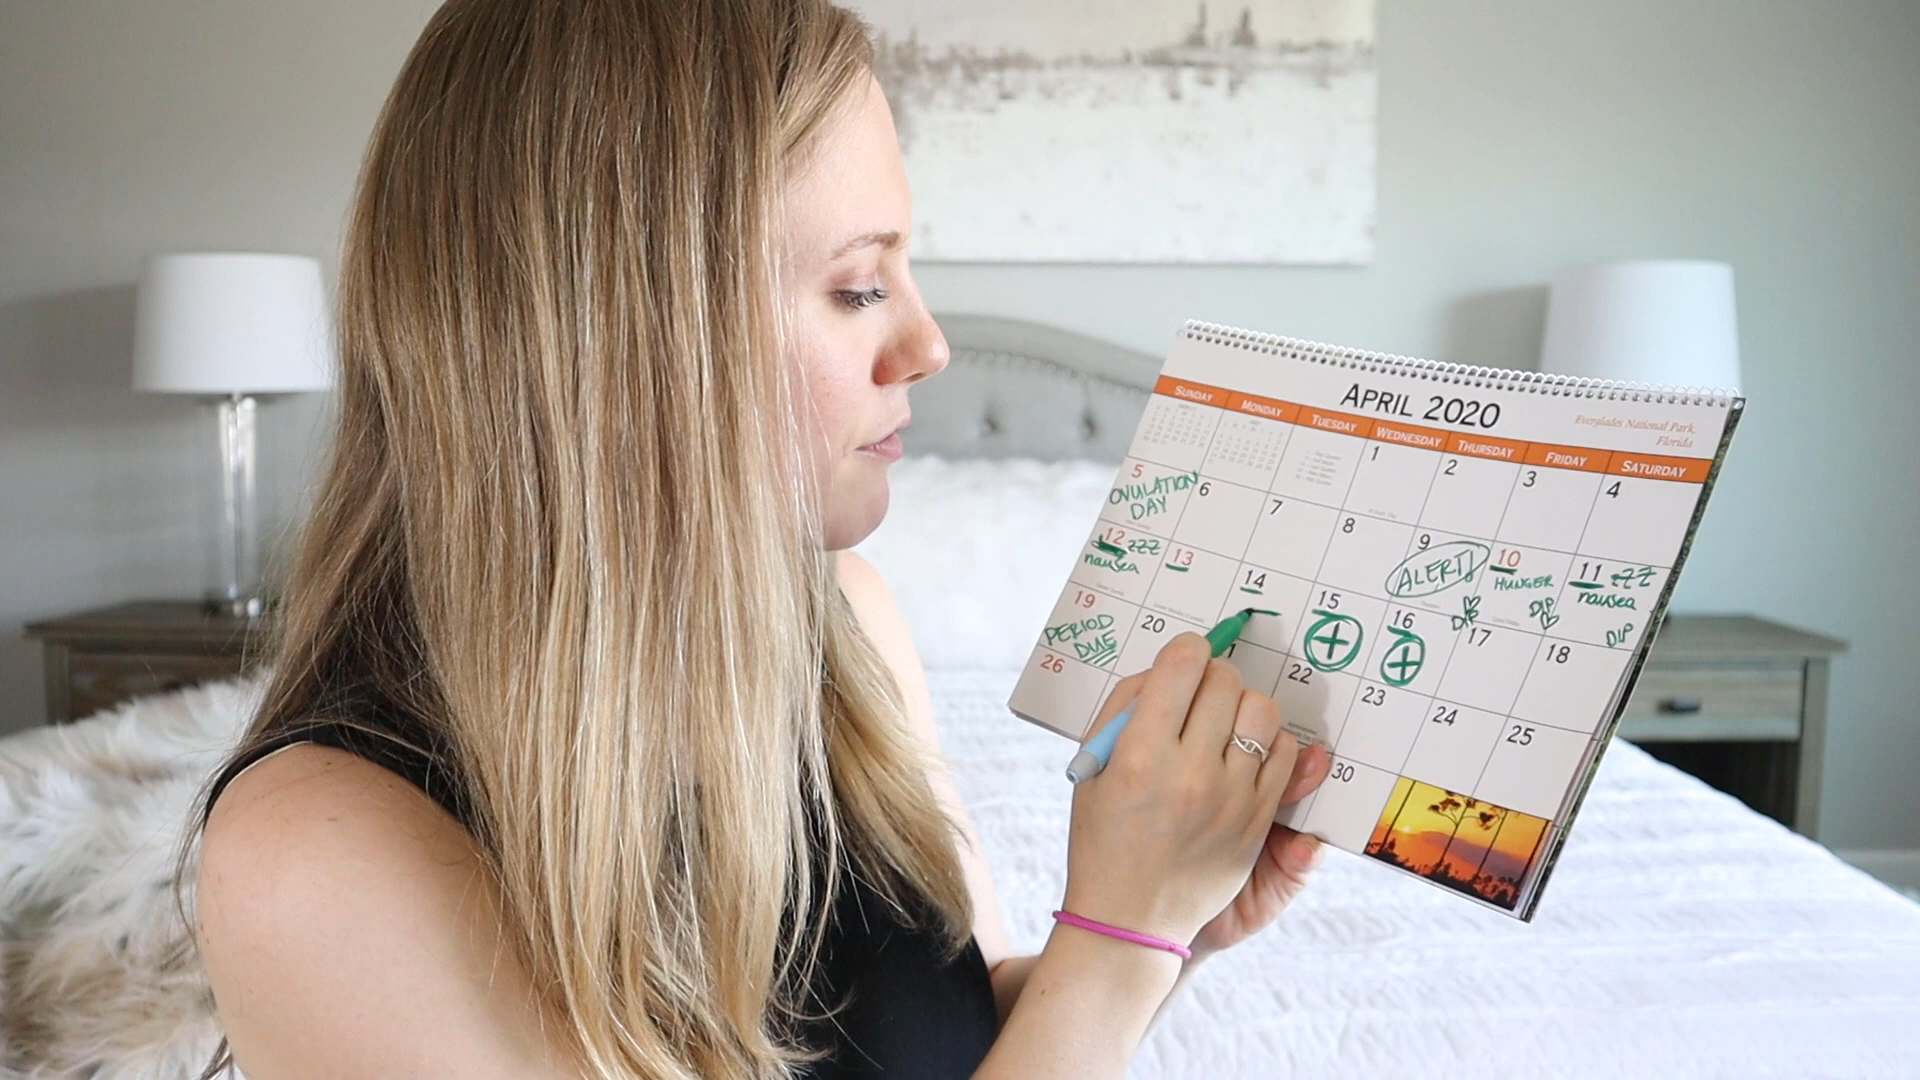 APRIL 2020
Everglades National Park
Florida
SUNDAY MONDAY TUESDAY WEDNESDAY THURSDAY FRIDAY SATURDAY
1 2 3 4
5 6 7 8 9 10 11
OVULATION
DAY
ALERT!
HUNGER
zzz
nausea
DIP
DIP
DIP
12 13 14 15 16 17 18
zzz
nausea
+ +
19 20 22 23 24 25
PERIOD
DUE
26 30